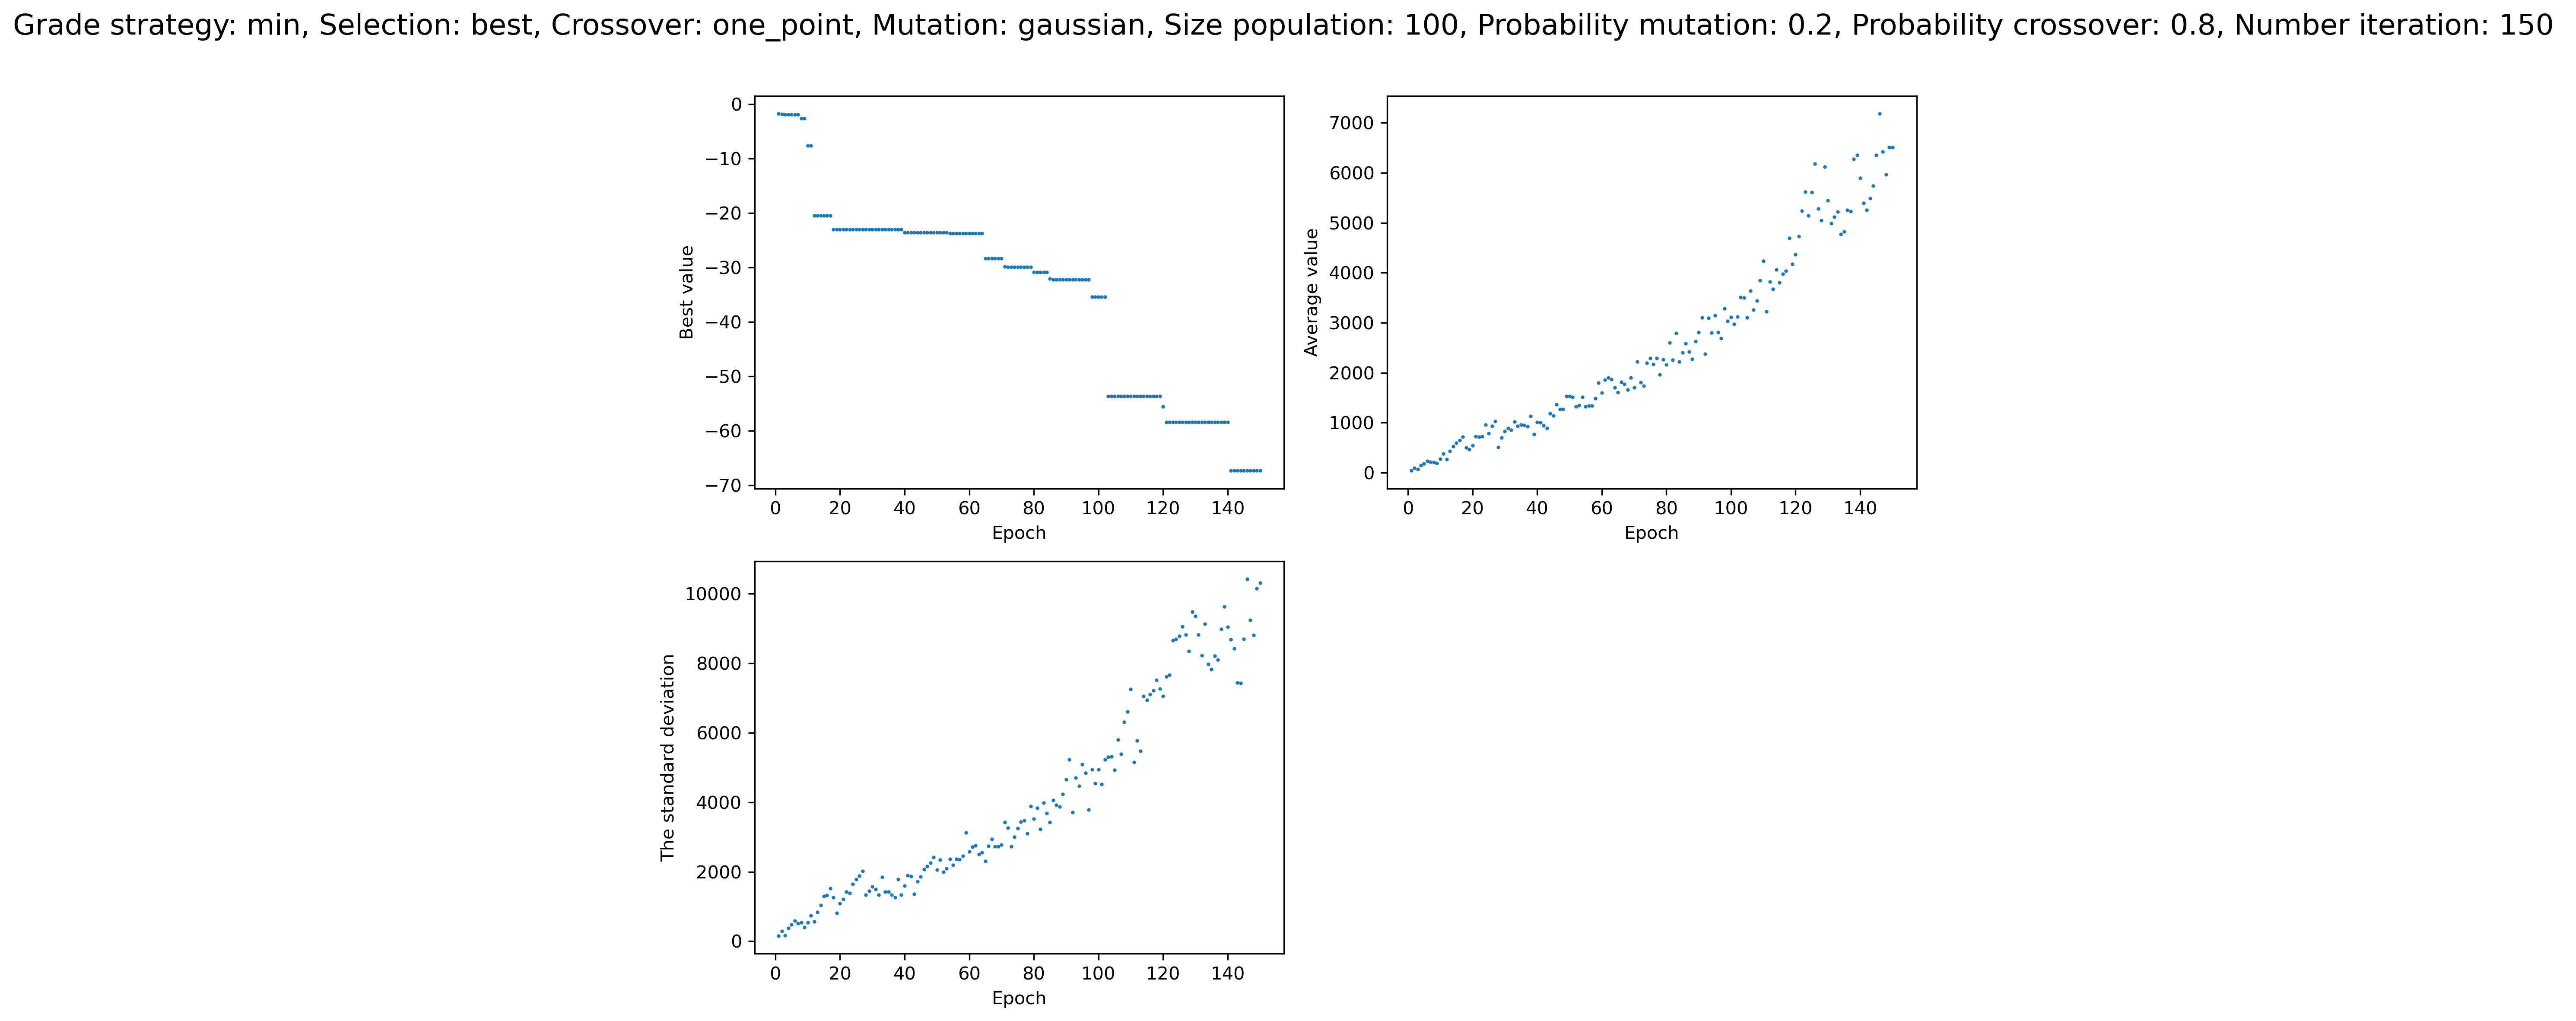 Grade strategy: min, Selection: best, Crossover: one_point, Mutation: gaussian, Size population: 100, Probability mutation: 0.2, Probability crossover: 0.8, Number iteration: 150
Best value
0
−10
−20
−30
−40
−50
−60
−70
0 20 40 60 80 100 120 140
Epoch
Average value
7000
6000
5000
4000
3000
2000
1000
0
0 20 40 60 80 100 120 140
Epoch
The standard deviation
10000
8000
6000
4000
2000
0
0 20 40 60 80 100 120 140
Epoch